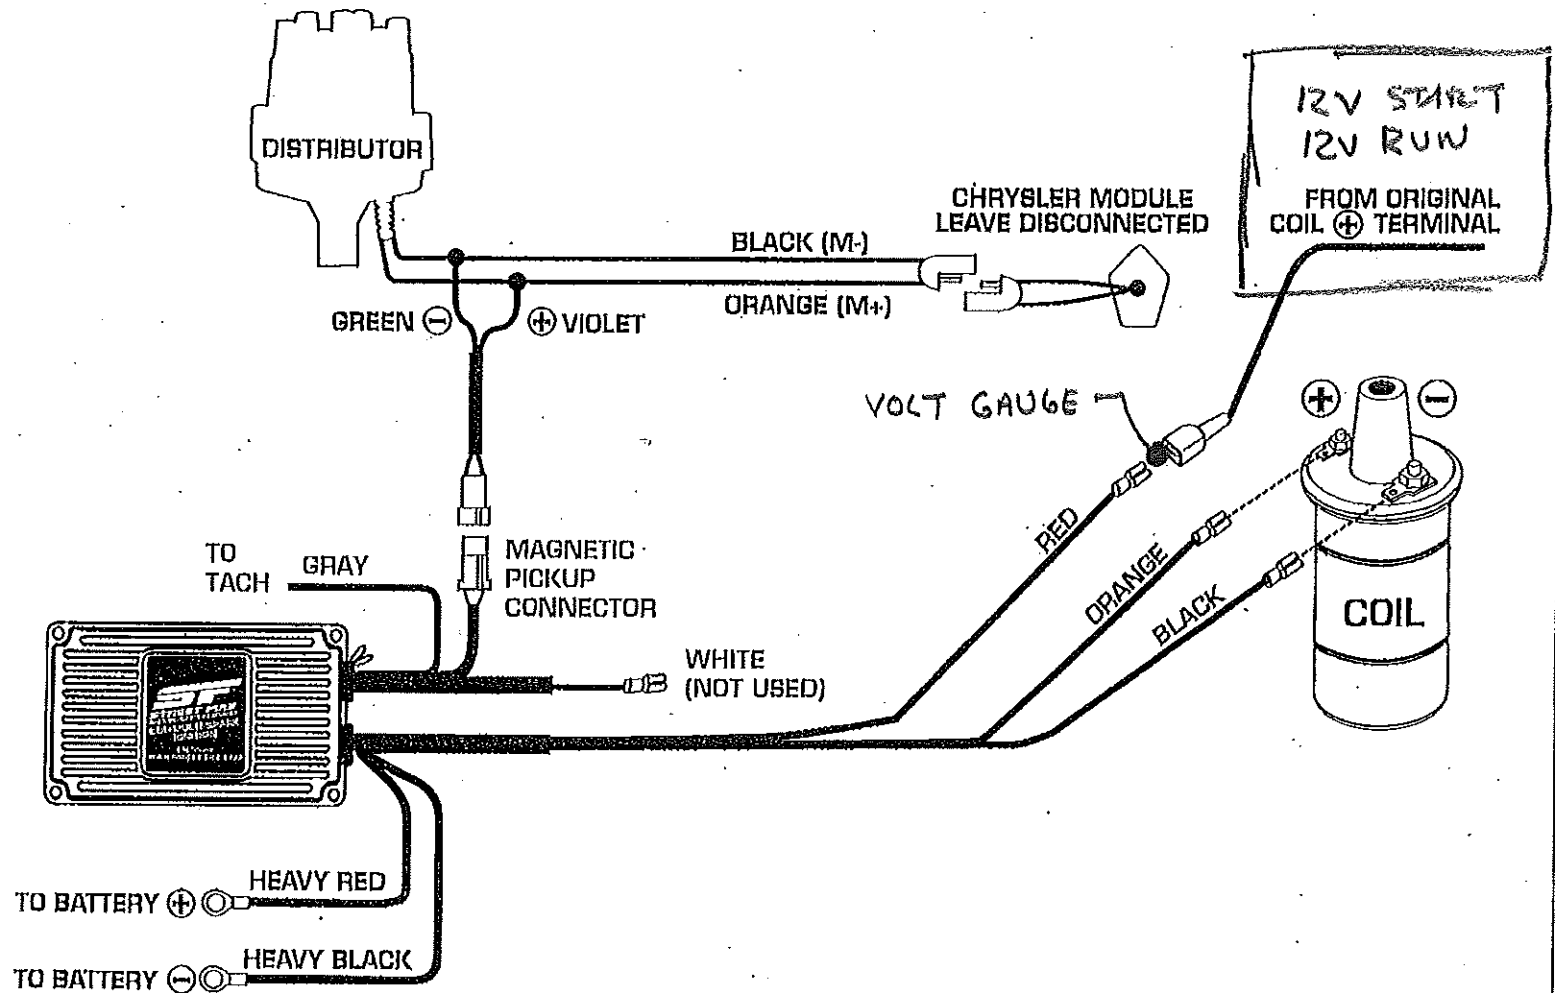 12V START
12V RUN
FROM ORIGINAL
COIL + TERMINAL
DISTRIBUTOR
CHRYSLER MODULE
LEAVE DISCONNECTED
BLACK (M-)
ORANGE (M+)
GREEN -
+ VIOLET
VOLT GAUGE
+
-
RED
ORANGE
BLACK
COIL
TO
TACH
GRAY
MAGNETIC
PICKUP
CONNECTOR
WHITE
(NOT USED)
HEAVY RED
TO BATTERY +
HEAVY BLACK
TO BATTERY -